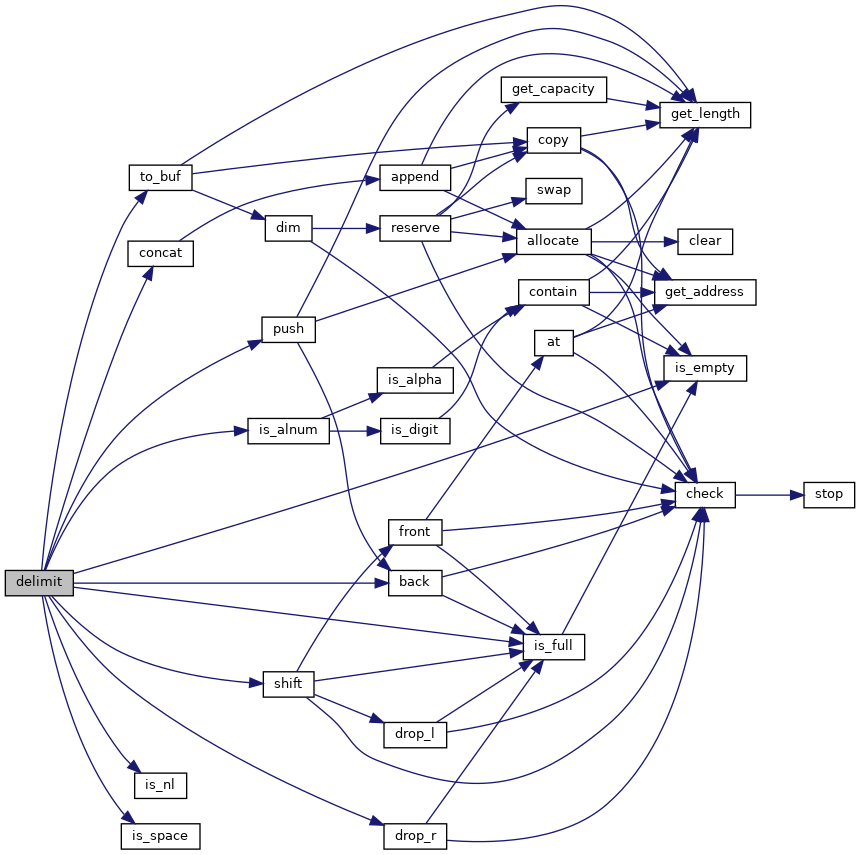 get_capacity
get_length
copy
to_buf
append
swap
dim
reserve
concat
allocate
clear
contain
get_address
push
at
is_alpha
is_empty
is_alnum
is_digit
check
stop
front
delimit
back
is_full
shift
drop_l
is_nl
is_space
drop_r